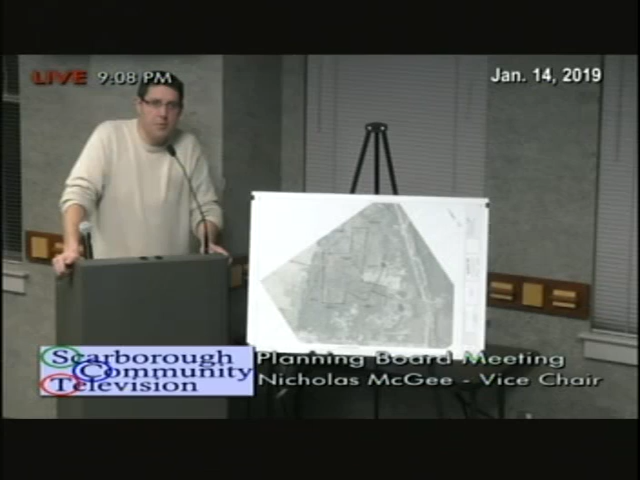 LIVE 9:08 PM
Jan. 14, 2019
Scarborough
Community
Television
Planning Board Meeting
Nicholas McGee - Vice Chair